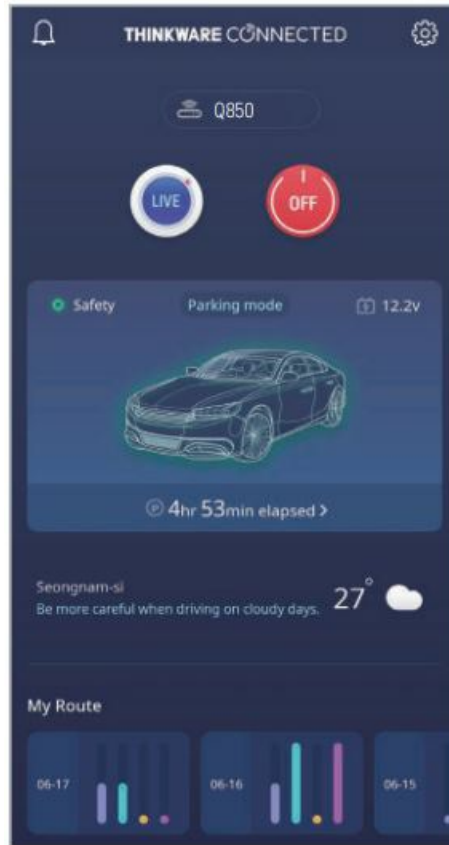 THINKWARE CONNECTED
Q850
LIVE
OFF
Safety Parking mode 12.2v
P 4hr 53min elapsed >
Seongnam-si
Be more careful when driving on cloudy days.
27°
My Route
06-17
06-16
06-15